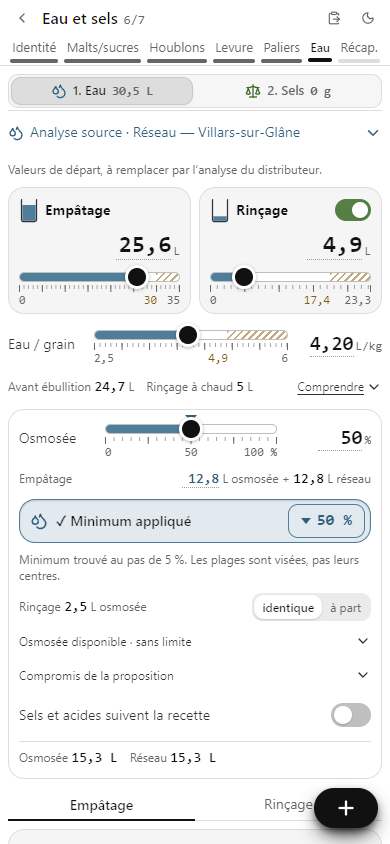 Eau et sels 6/7
Identité Malts/sucres Houblons Levure Paliers Eau Récap.
1. Eau 30,5 L 2. Sels 0 g
Analyse source · Réseau — Villars-sur-Glâne
Valeurs de départ, à remplacer par l'analyse du distributeur.
Empâtage
25,6 L
0 30 35
Rinçage
4,9 L
0 17,4 23,3
Eau / grain
2,5 4,9 6
4,20 L/kg
Avant ébullition 24,7 L Rinçage à chaud 5 L Comprendre
Osmosée
0 50 100 %
50 %
Empâtage 12,8 L osmosée + 12,8 L réseau
✓ Minimum appliqué 50 %
Minimum trouvé au pas de 5 %. Les plages sont visées, pas leurs
centres.
Rinçage 2,5 L osmosée identique à part
Osmosée disponible · sans limite
Compromis de la proposition
Sels et acides suivent la recette
Osmosée 15,3 L Réseau 15,3 L
Empâtage Rinçage